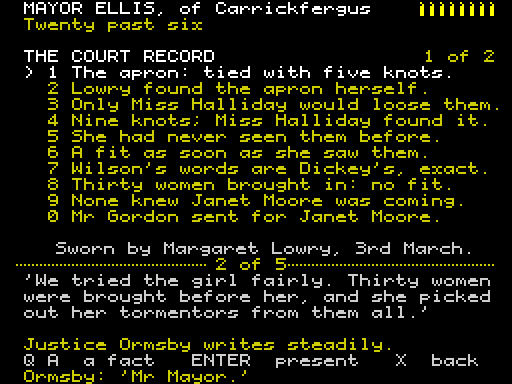 MAYOR ELLIS, of Carrickfergus
Twenty past six
THE COURT RECORD 1 of 2
> 1 The apron: tied with five knots.
2 Lowry found the apron herself.
3 Only Miss Halliday would loose them.
4 Nine knots; Miss Halliday found it.
5 She had never seen them before.
6 A fit as soon as she saw them.
7 Wilson's words are Dickey's, exact.
8 Thirty women brought in: no fit.
9 None knew Janet Moore was coming.
0 Mr Gordon sent for Janet Moore.
Sworn by Margaret Lowry, 3rd March.
2 of 5
'We tried the girl fairly. Thirty women
were brought before her, and she picked
out her tormentors from them all.'
Justice Ormsby writes steadily.
Q A a fact ENTER present X back
Ormsby: 'Mr Mayor.'